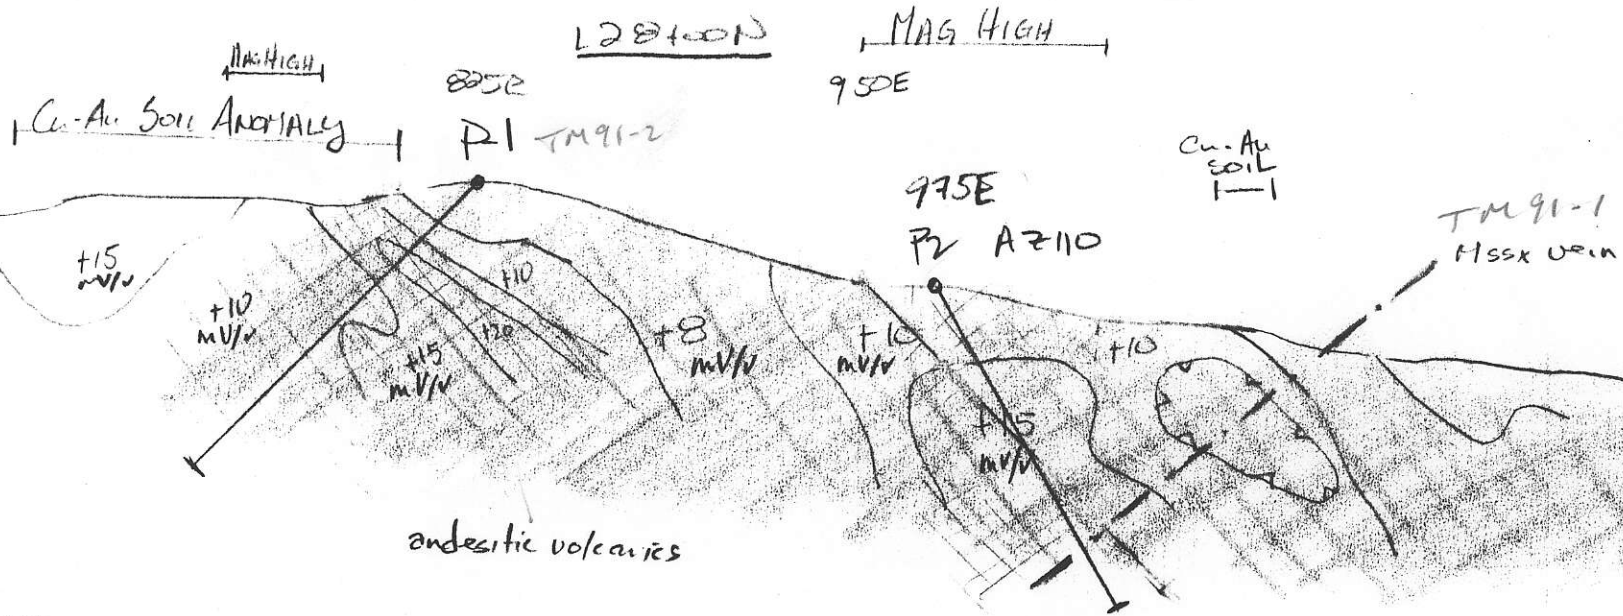 L28+00N
MAG HIGH
MAG HIGH
825E
950E
Cu-Au SOIL ANOMALY
P1
TM91-2
Cu-Au
SOIL
975E
P2 AZ110
TM91-1
Mssx vein
+15
mV/V
+10
mV/V
+10
+20
+15
mV/V
+8
mV/V
+10
mV/V
+10
+15
mV/V
andesitic volcanics